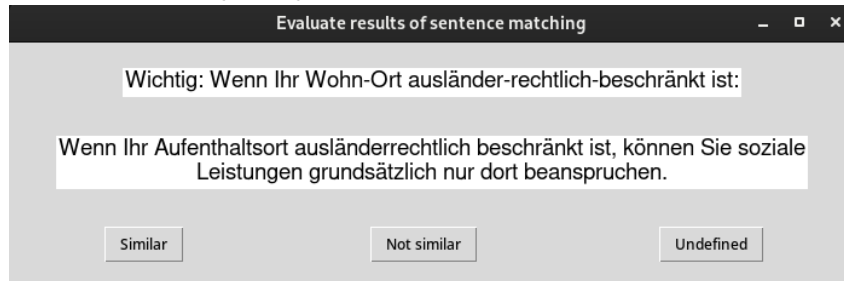 Evaluate results of sentence matching
Wichtig: Wenn Ihr Wohn-Ort ausländer-rechtlich-beschränkt ist:
Wenn Ihr Aufenthaltsort ausländerrechtlich beschränkt ist, können Sie soziale
Leistungen grundsätzlich nur dort beanspruchen.
Similar Not similar Undefined